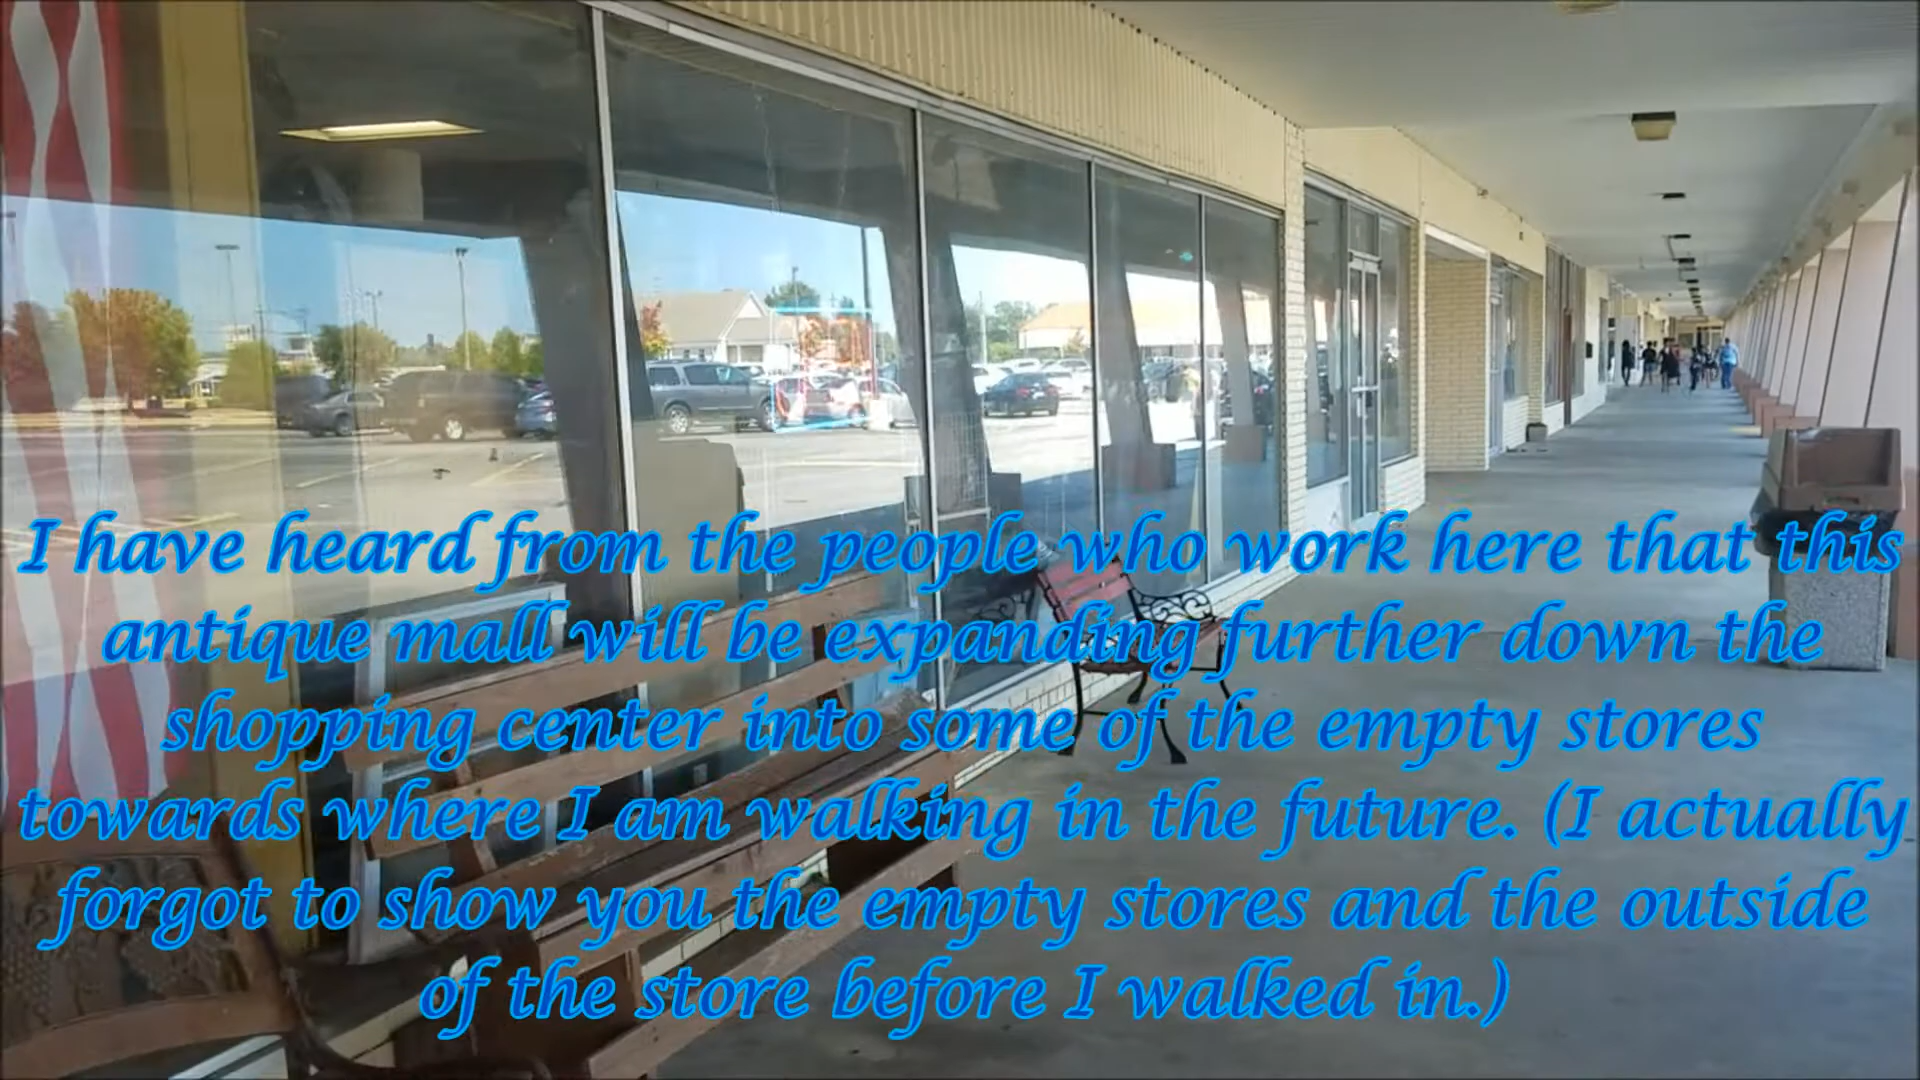 I have heard from the people who work here that this
antique mall will be expanding further down the
shopping center into some of the empty stores
towards where I am walking in the future. (I actually
forgot to show you the empty stores and the outside
of the store before I walked in.)